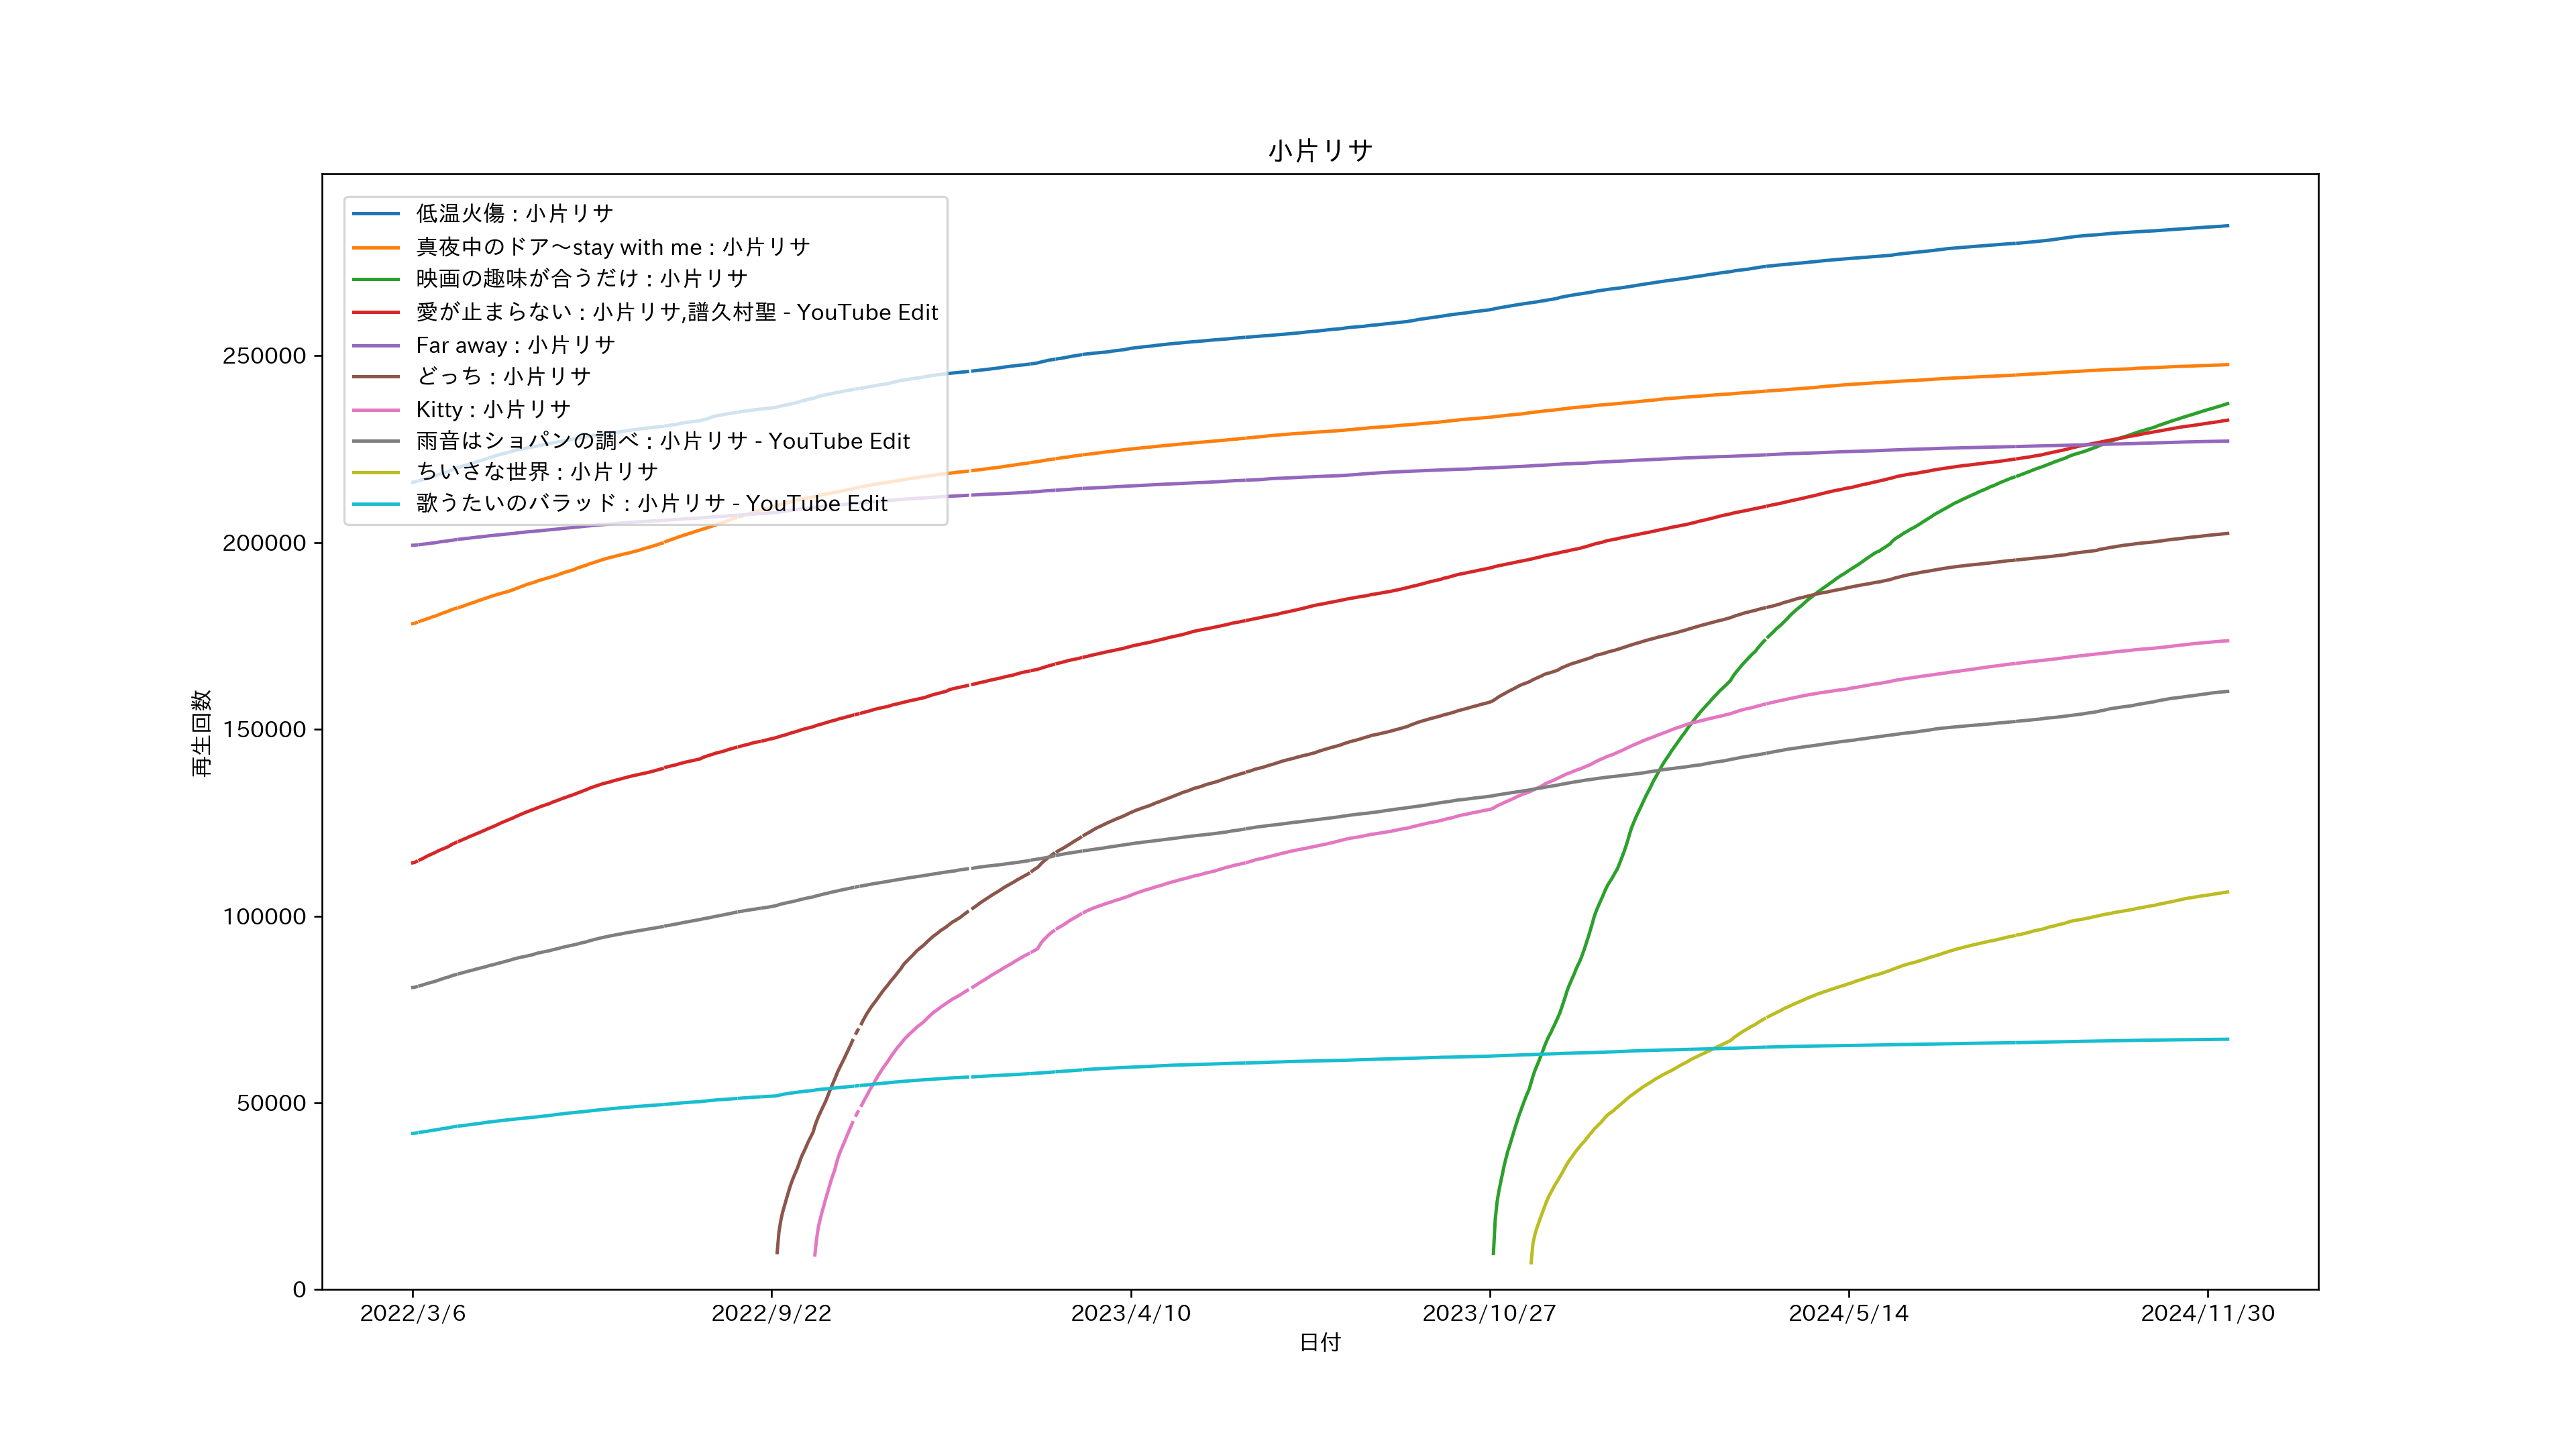 小片リサ
低温火傷 : 小片リサ
真夜中のドア〜stay with me : 小片リサ
映画の趣味が合うだけ : 小片リサ
愛が止まらない : 小片リサ,譜久村聖 - YouTube Edit
Far away : 小片リサ
どっち : 小片リサ
Kitty : 小片リサ
雨音はショパンの調べ : 小片リサ - YouTube Edit
ちいさな世界 : 小片リサ
歌うたいのバラッド : 小片リサ - YouTube Edit
250000
200000
150000
100000
50000
0
再生回数
2022/3/6 2022/9/22 2023/4/10 2023/10/27 2024/5/14 2024/11/30
日付